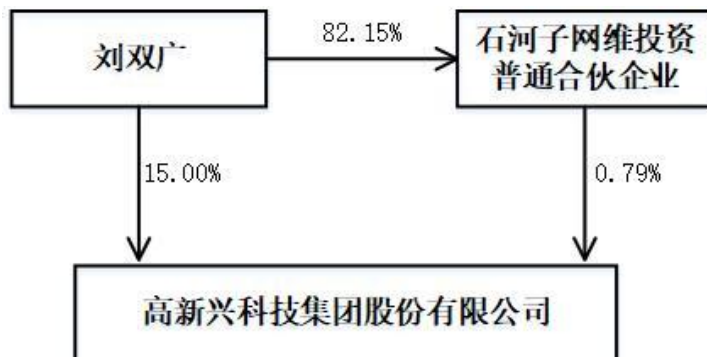 刘双广
82.15%
石河子网维投资
普通合伙企业
15.00%
0.79%
高新兴科技集团股份有限公司